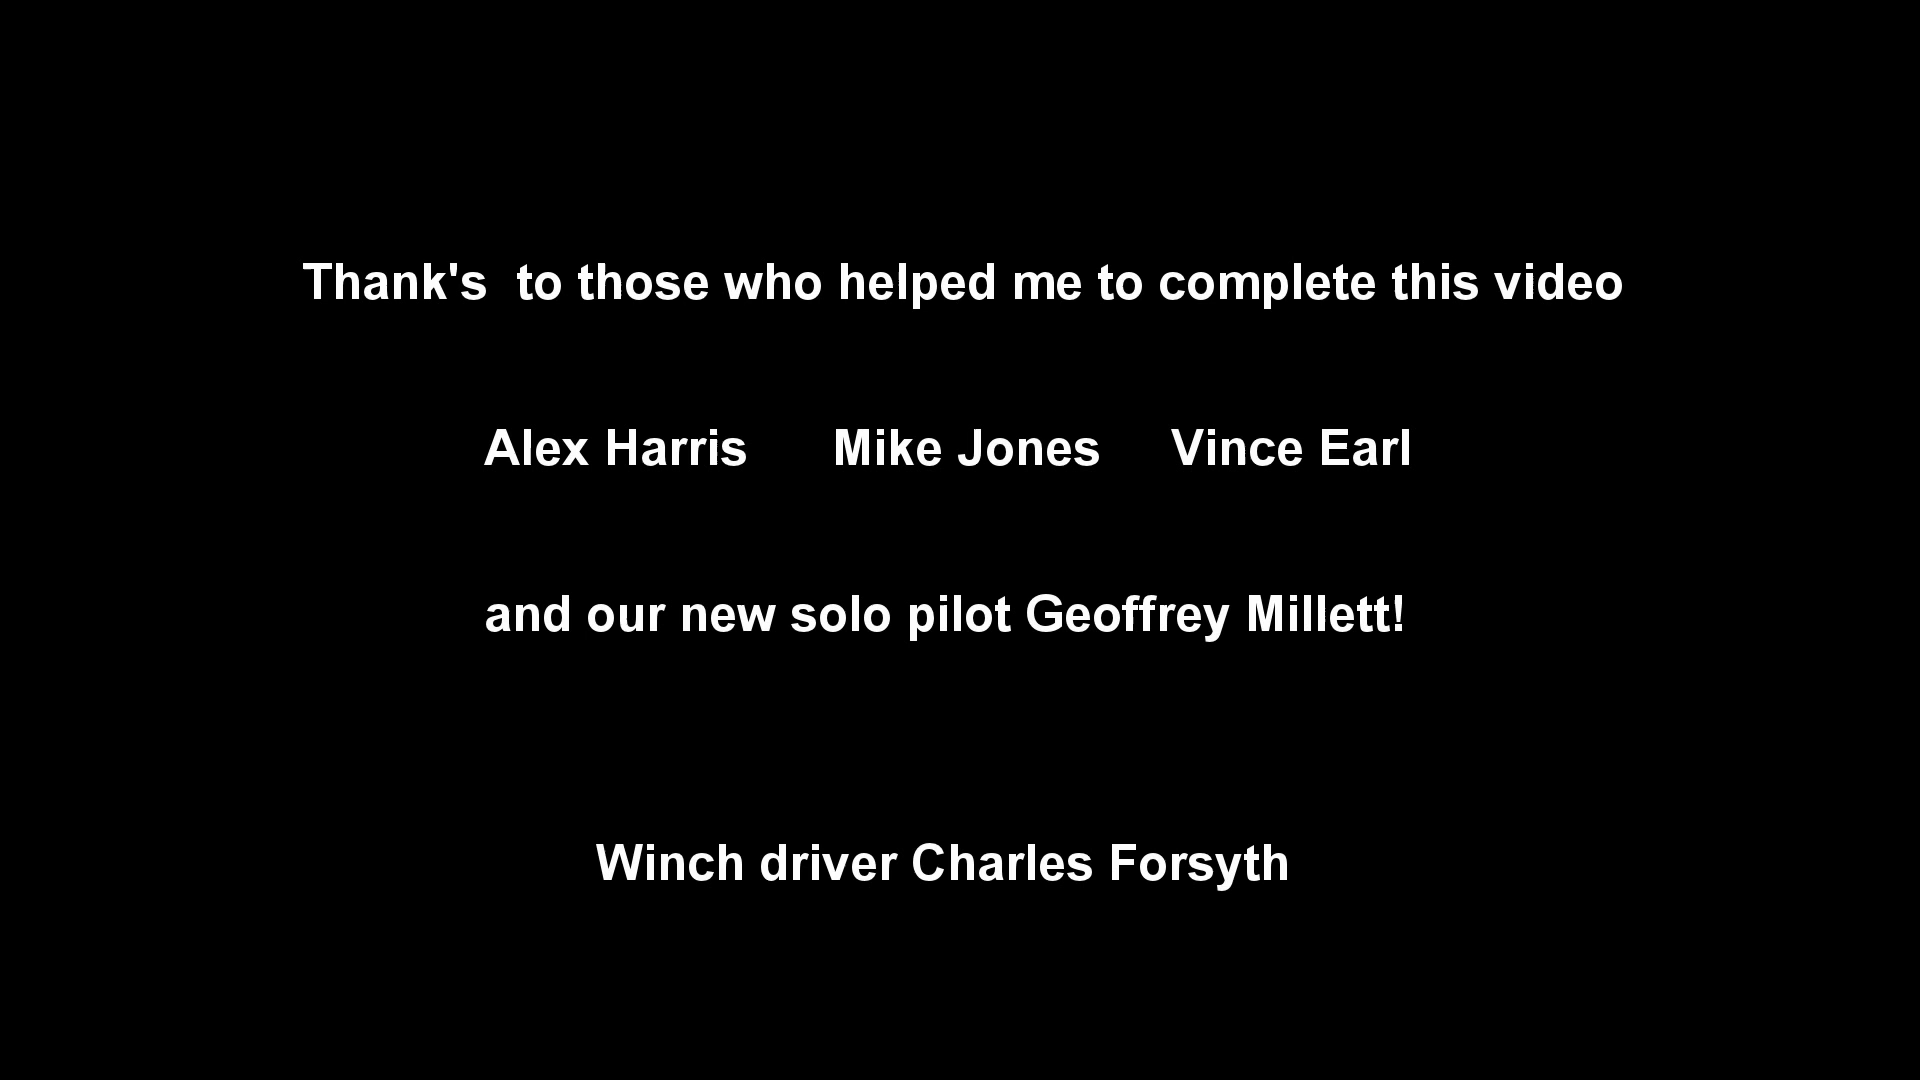 Thank's  to those who helped me to complete this video
Alex Harris      Mike Jones     Vince Earl
and our new solo pilot Geoffrey Millett!
Winch driver Charles Forsyth